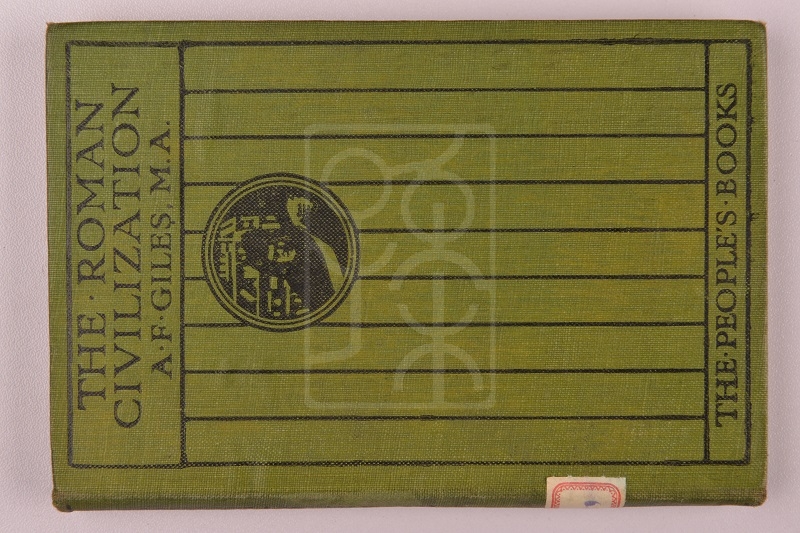 THE · ROMAN
CIVILIZATION
A · F · GILES, M.A.
THE · PEOPLE'S · BOOKS